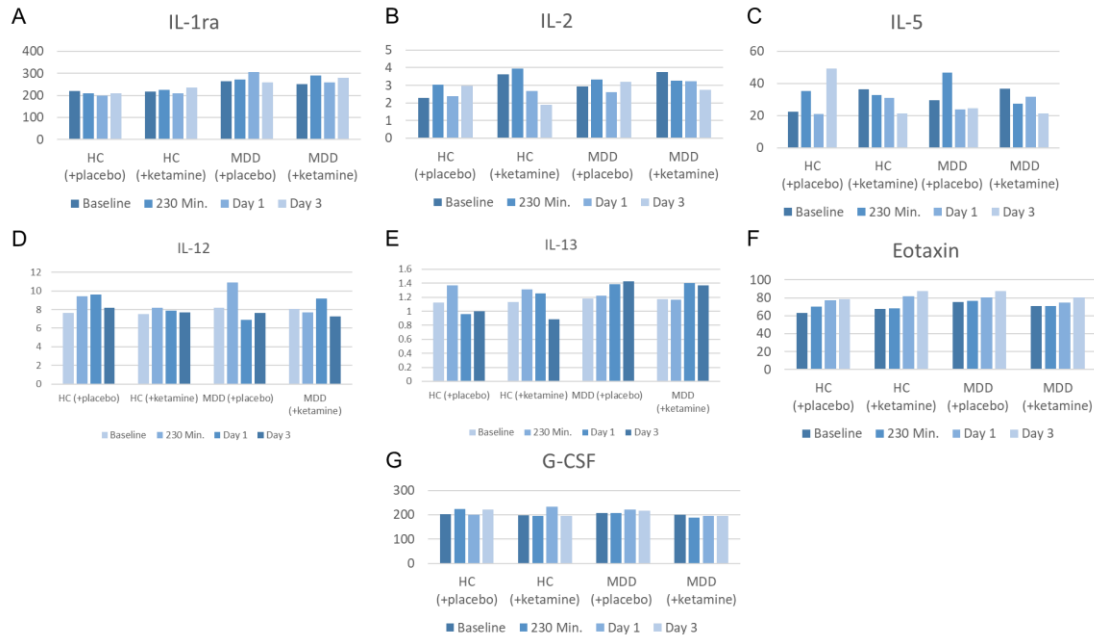 A
IL-1ra
400
300
200
100
0
HC (+placebo) HC (+ketamine) MDD (+placebo) MDD (+ketamine)
Baseline 230 Min. Day 1 Day 3
B
IL-2
5
4
3
2
1
0
HC (+placebo) HC (+ketamine) MDD (+placebo) MDD (+ketamine)
Baseline 230 Min. Day 1 Day 3
C
IL-5
60
40
20
0
HC (+placebo) HC (+ketamine) MDD (+placebo) MDD (+ketamine)
Baseline 230 Min. Day 1 Day 3
D
IL-12
12
10
8
6
4
2
0
HC (+placebo) HC (+ketamine) MDD (+placebo) MDD (+ketamine)
Baseline 230 Min. Day 1 Day 3
E
IL-13
1.6
1.4
1.2
1
0.8
0.6
0.4
0.2
0
HC (+placebo) HC (+ketamine) MDD (+placebo) MDD (+ketamine)
Baseline 230 Min. Day 1 Day 3
F
Eotaxin
100
80
60
40
20
0
HC (+placebo) HC (+ketamine) MDD (+placebo) MDD (+ketamine)
Baseline 230 Min. Day 1 Day 3
G
G-CSF
300
200
100
0
HC (+placebo) HC (+ketamine) MDD (+placebo) MDD (+ketamine)
Baseline 230 Min. Day 1 Day 3